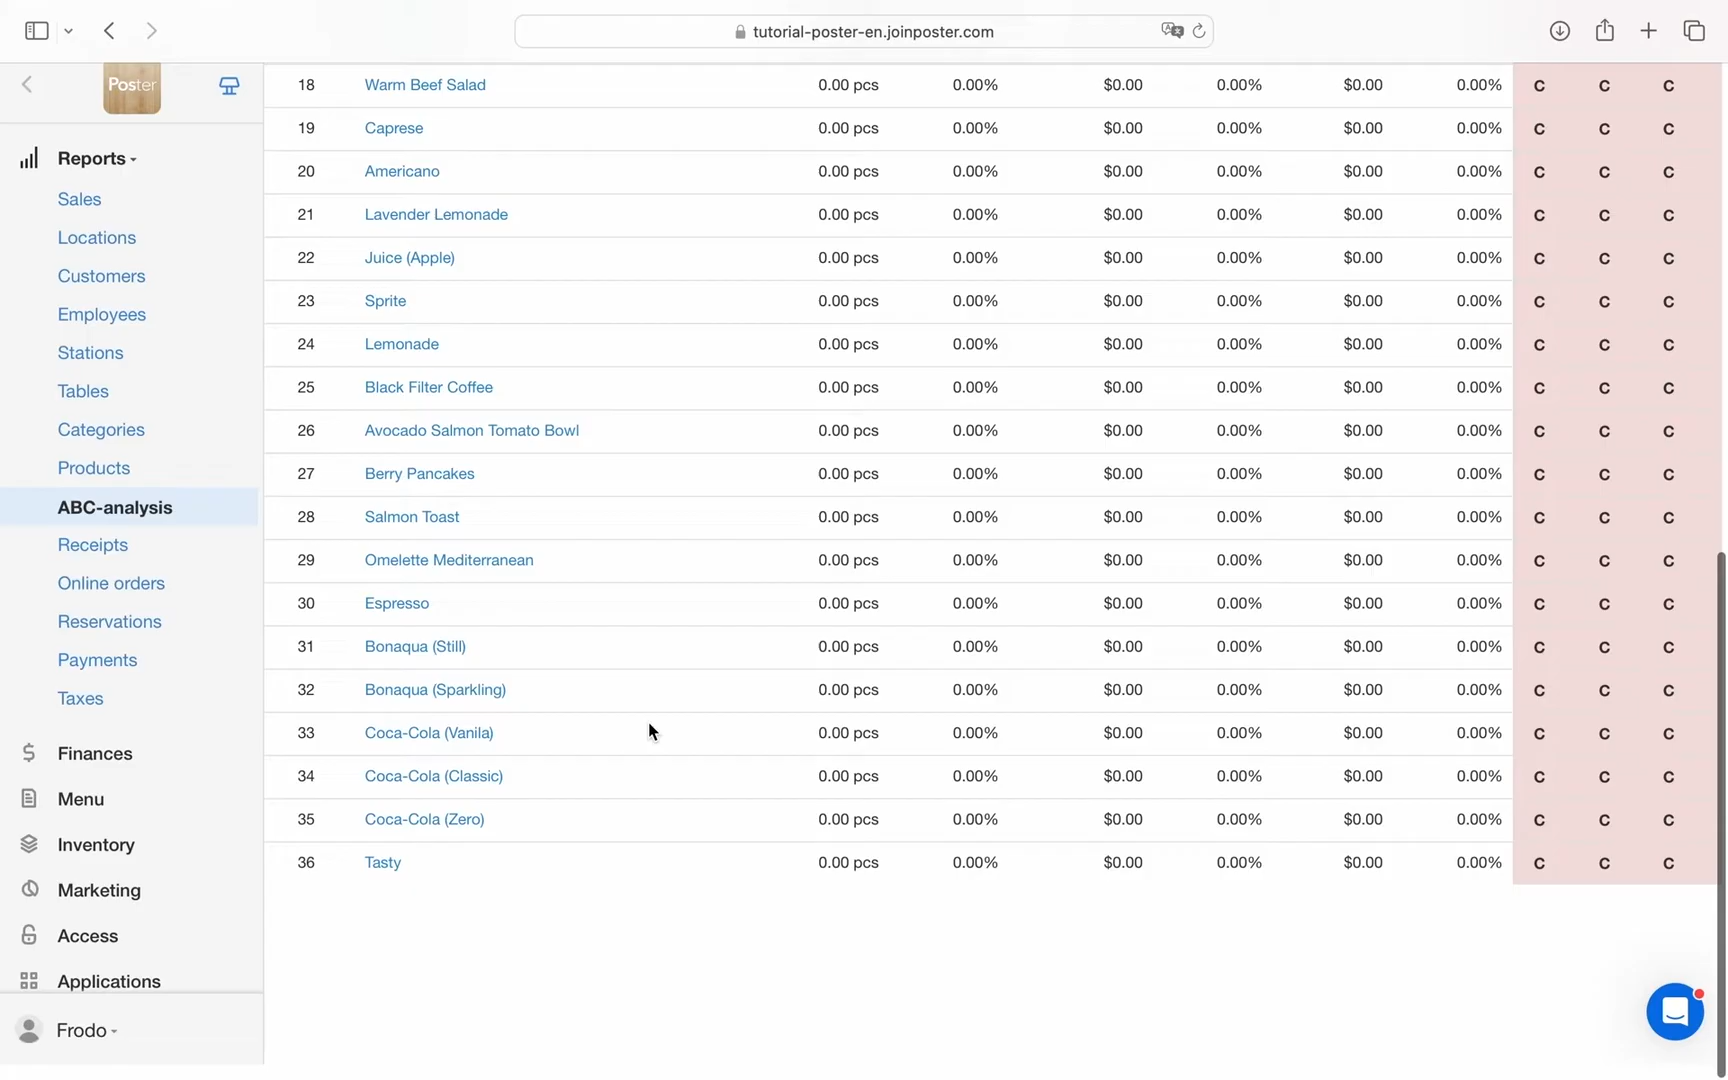 tutorial-poster-en.joinposter.com
Poster
Reports
Sales
Locations
Customers
Employees
Stations
Tables
Categories
Products
ABC-analysis
Receipts
Online orders
Reservations
Payments
Taxes
Finances
Menu
Inventory
Marketing
Access
Applications
Frodo
18 Warm Beef Salad 0.00 pcs 0.00% $0.00 0.00% $0.00 0.00% C C C
19 Caprese 0.00 pcs 0.00% $0.00 0.00% $0.00 0.00% C C C
20 Americano 0.00 pcs 0.00% $0.00 0.00% $0.00 0.00% C C C
21 Lavender Lemonade 0.00 pcs 0.00% $0.00 0.00% $0.00 0.00% C C C
22 Juice (Apple) 0.00 pcs 0.00% $0.00 0.00% $0.00 0.00% C C C
23 Sprite 0.00 pcs 0.00% $0.00 0.00% $0.00 0.00% C C C
24 Lemonade 0.00 pcs 0.00% $0.00 0.00% $0.00 0.00% C C C
25 Black Filter Coffee 0.00 pcs 0.00% $0.00 0.00% $0.00 0.00% C C C
26 Avocado Salmon Tomato Bowl 0.00 pcs 0.00% $0.00 0.00% $0.00 0.00% C C C
27 Berry Pancakes 0.00 pcs 0.00% $0.00 0.00% $0.00 0.00% C C C
28 Salmon Toast 0.00 pcs 0.00% $0.00 0.00% $0.00 0.00% C C C
29 Omelette Mediterranean 0.00 pcs 0.00% $0.00 0.00% $0.00 0.00% C C C
30 Espresso 0.00 pcs 0.00% $0.00 0.00% $0.00 0.00% C C C
31 Bonaqua (Still) 0.00 pcs 0.00% $0.00 0.00% $0.00 0.00% C C C
32 Bonaqua (Sparkling) 0.00 pcs 0.00% $0.00 0.00% $0.00 0.00% C C C
33 Coca-Cola (Vanila) 0.00 pcs 0.00% $0.00 0.00% $0.00 0.00% C C C
34 Coca-Cola (Classic) 0.00 pcs 0.00% $0.00 0.00% $0.00 0.00% C C C
35 Coca-Cola (Zero) 0.00 pcs 0.00% $0.00 0.00% $0.00 0.00% C C C
36 Tasty 0.00 pcs 0.00% $0.00 0.00% $0.00 0.00% C C C